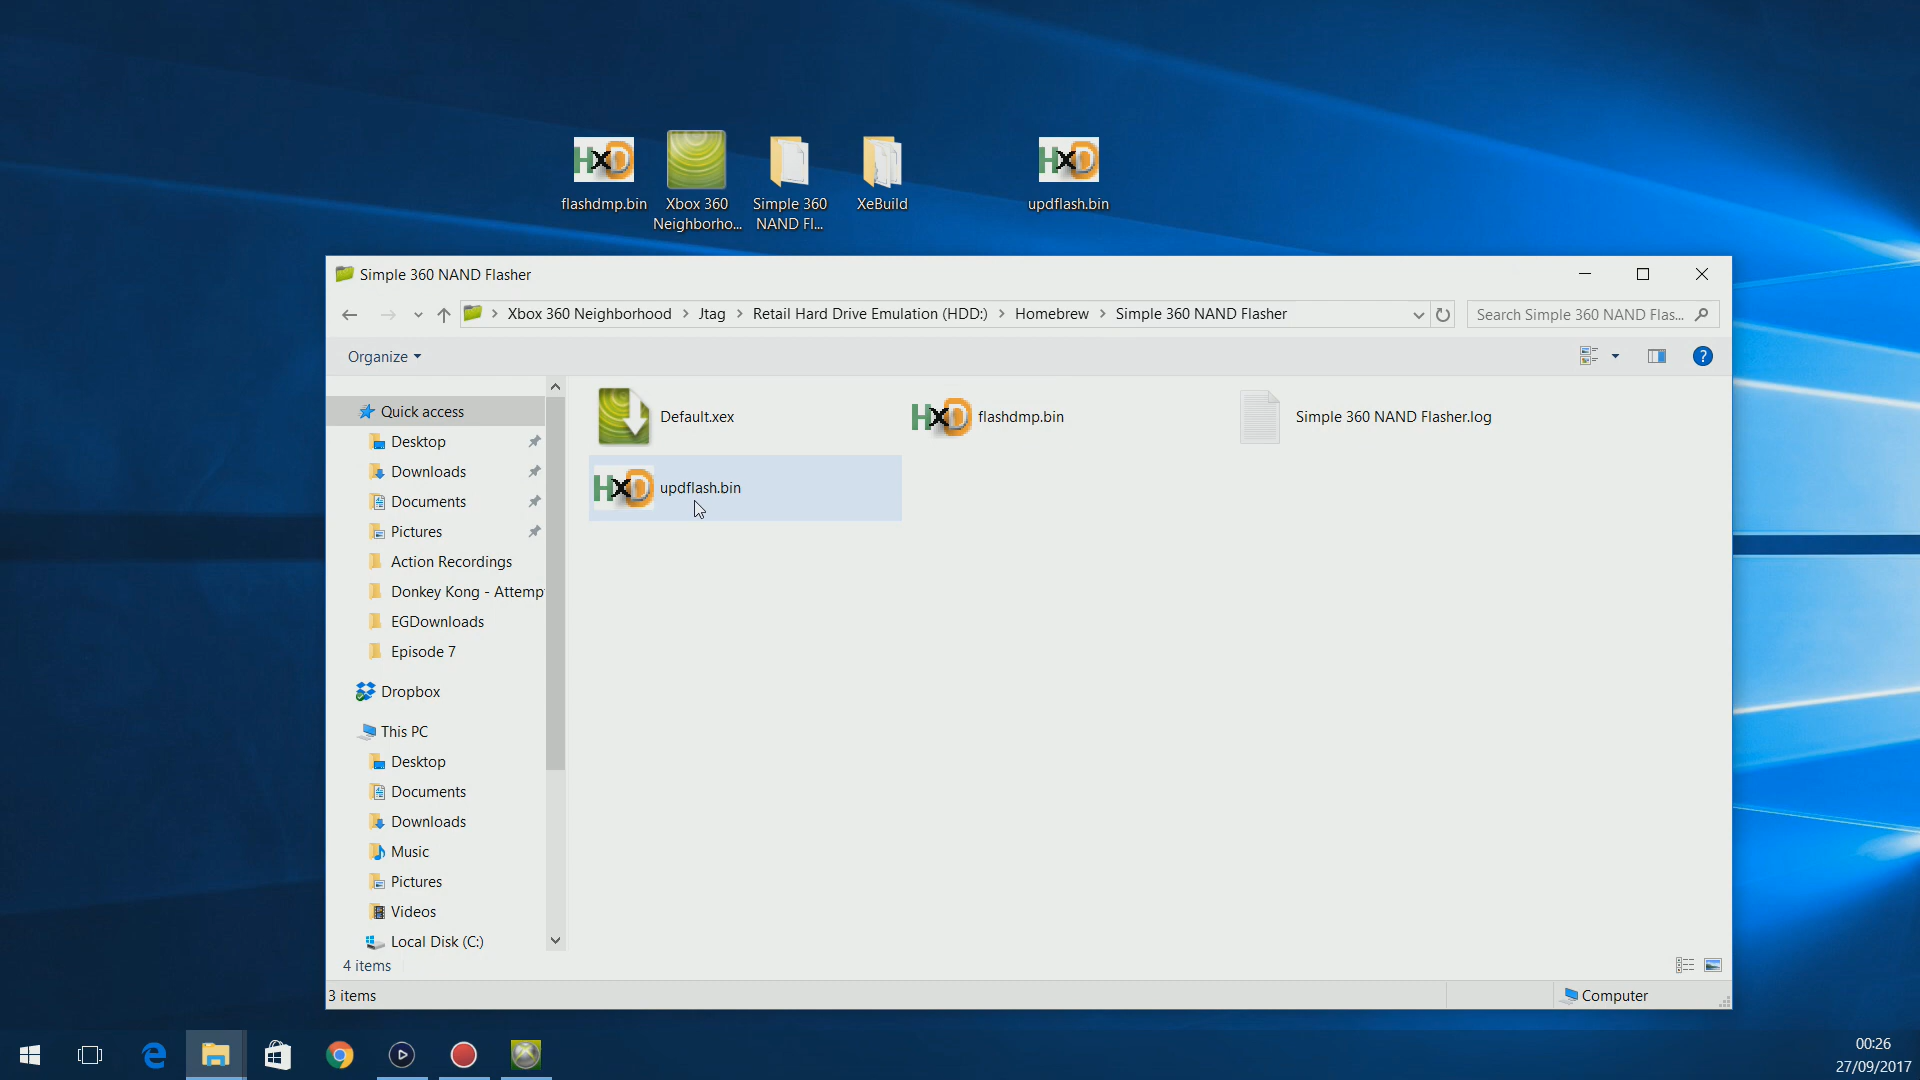 HxD
HxD
flashdmp.bin
Xbox 360
Neighborho...
Simple 360
NAND Fl...
XeBuild
updflash.bin
Simple 360 NAND Flasher
Xbox 360 Neighborhood
Jtag
Retail Hard Drive Emulation (HDD:)
Homebrew
Simple 360 NAND Flasher
Search Simple 360 NAND Flas...
Organize
?
Quick access
Desktop
Downloads
Documents
Pictures
Action Recordings
Donkey Kong - Attemp
EGDownloads
Episode 7
Dropbox
This PC
Desktop
Documents
Downloads
Music
Pictures
Videos
Local Disk (C:)
Default.xex
HxD
flashdmp.bin
Simple 360 NAND Flasher.log
HxD
updflash.bin
4 items
3 items
Computer
00:26
27/09/2017